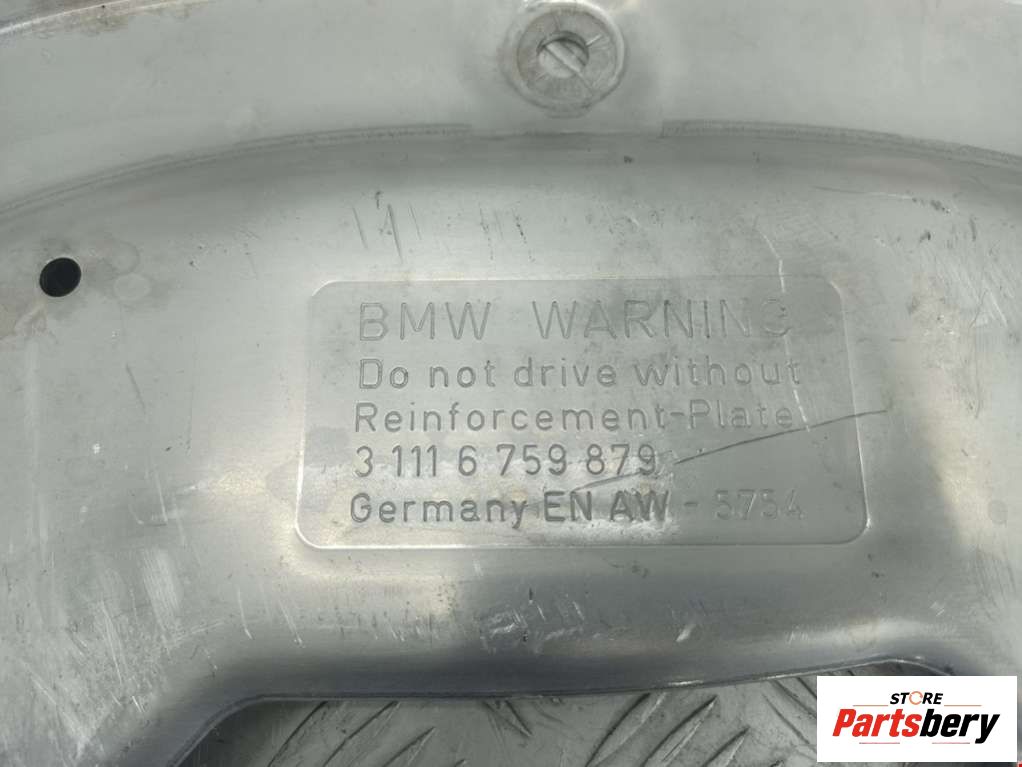 BMW WARNING
Do not drive without
Reinforcement-Plate
3 111 6 759 879
Germany EN AW - 5754
STORE
Partsbery